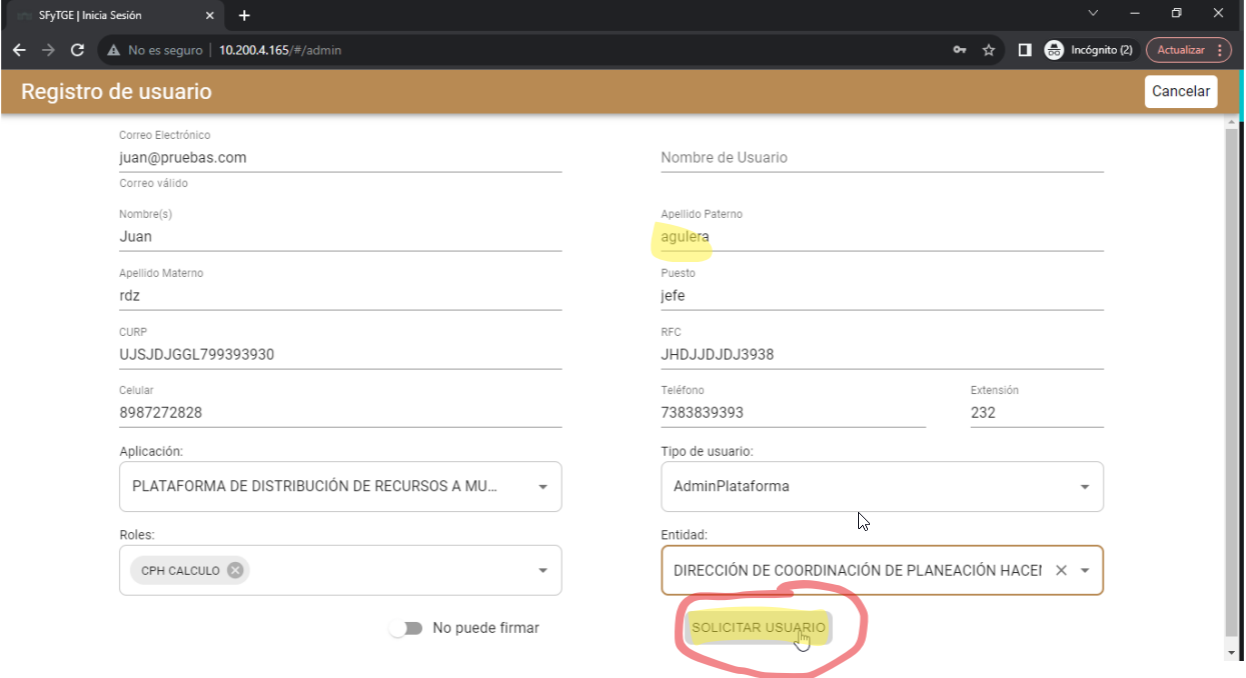 SFyTGE | Inicia Sesión
No es seguro 10.200.4.165/#/admin Incógnito (2) Actualizar
Registro de usuario Cancelar
Correo Electrónico
juan@pruebas.com Nombre de Usuario
Correo válido
Nombre(s) Apellido Paterno
Juan agulera
Apellido Materno Puesto
rdz jefe
CURP RFC
UJSJDJGGL799393930 JHDJJDJDJ3938
Celular Teléfono Extensión
8987272828 7383839393 232
Aplicación: Tipo de usuario:
PLATAFORMA DE DISTRIBUCIÓN DE RECURSOS A MU... AdminPlataforma
Roles: Entidad:
CPH CALCULO DIRECCIÓN DE COORDINACIÓN DE PLANEACIÓN HACEN
No puede firmar SOLICITAR USUARIO